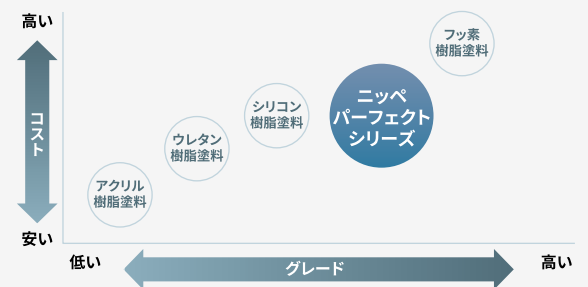 高い
フッ素
樹脂塗料
ニッペ
パーフェクト
シリーズ
シリコン
樹脂塗料
コスト
ウレタン
樹脂塗料
アクリル
樹脂塗料
安い
低い
グレード
高い